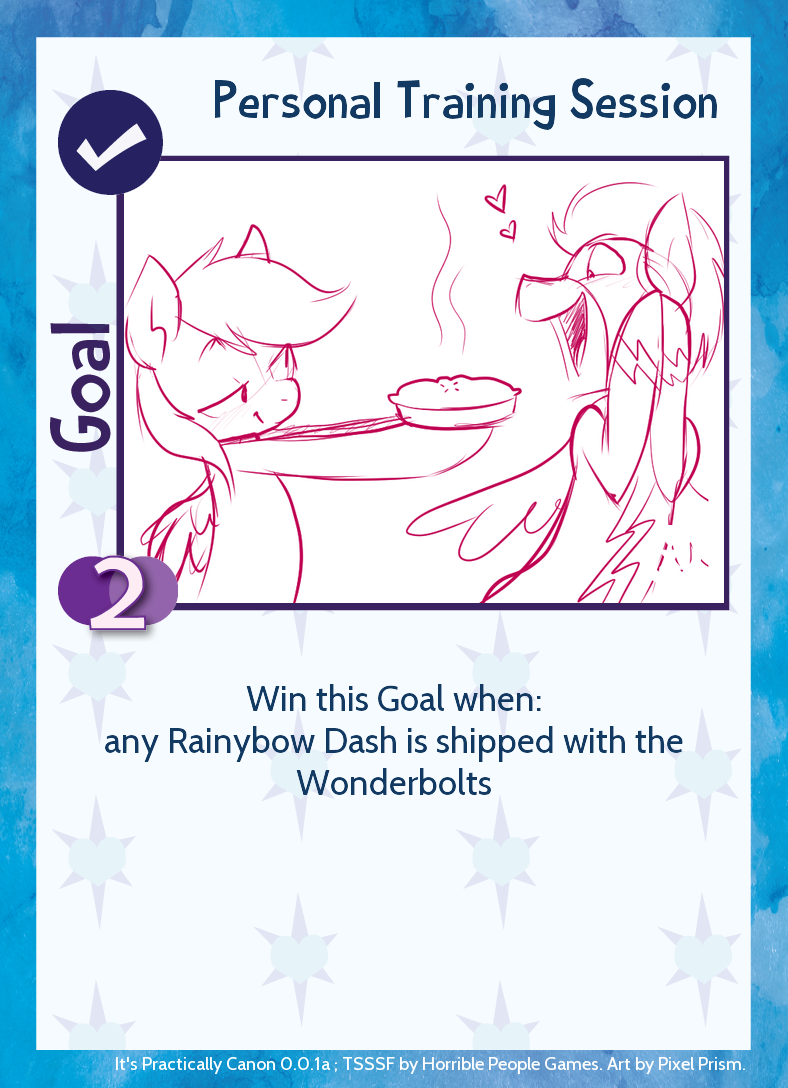 Personal Training Session
Goal
2
Win this Goal when:
any Rainybow Dash is shipped with the
Wonderbolts
It's Practically Canon 0.0.1a ; TSSSF by Horrible People Games. Art by Pixel Prism.